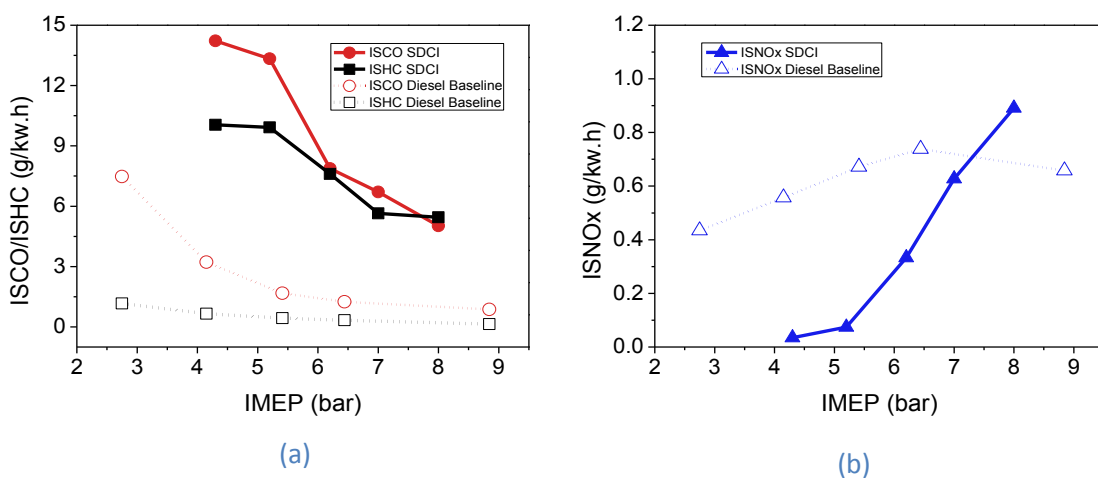 15
12
9
6
3
0
ISCO/ISHC (g/kw.h)
ISCO SDCI
ISHC SDCI
ISCO Diesel Baseline
ISHC Diesel Baseline
2 3 4 5 6 7 8 9
IMEP (bar)
(a)
1.2
1.0
0.8
0.6
0.4
0.2
0.0
ISNOx (g/kw.h)
ISNOx SDCI
ISNOx Diesel Baseline
2 3 4 5 6 7 8 9
IMEP (bar)
(b)